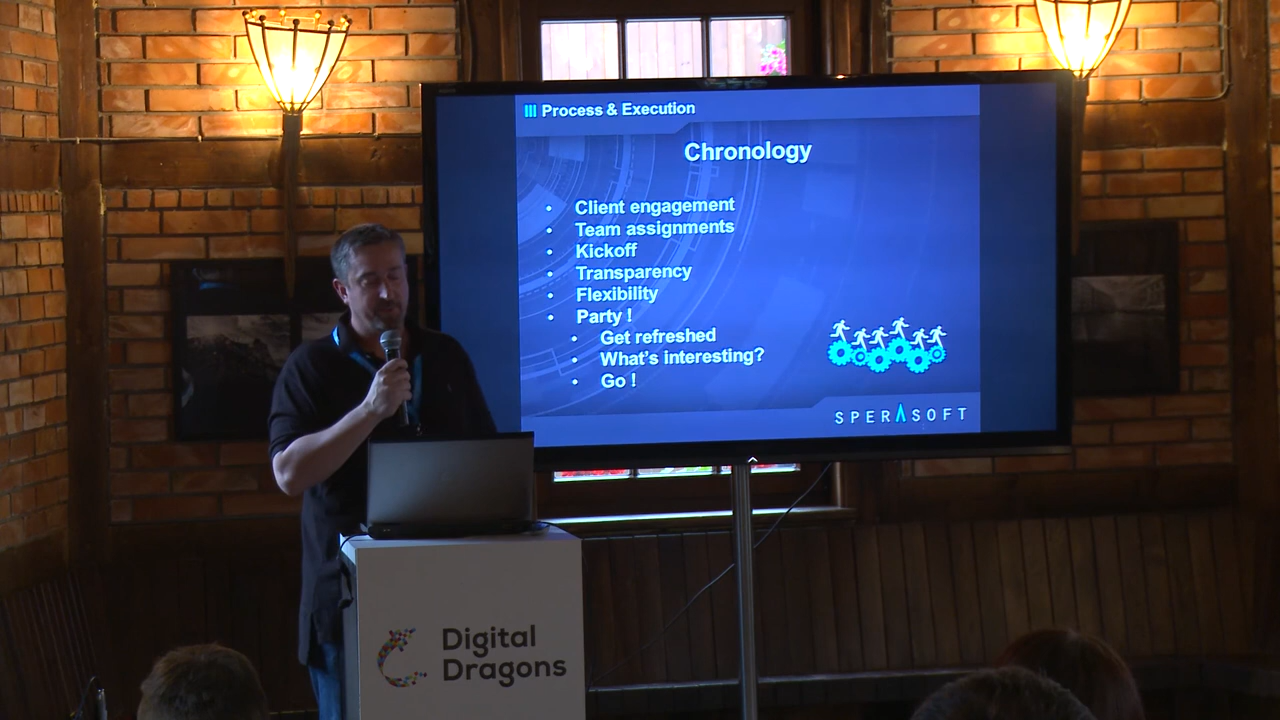 Process & Execution
Chronology
• Client engagement
• Team assignments
• Kickoff
• Transparency
• Flexibility
• Party !
• Get refreshed
• What's interesting?
• Go !
SPERASOFT
Digital
Dragons